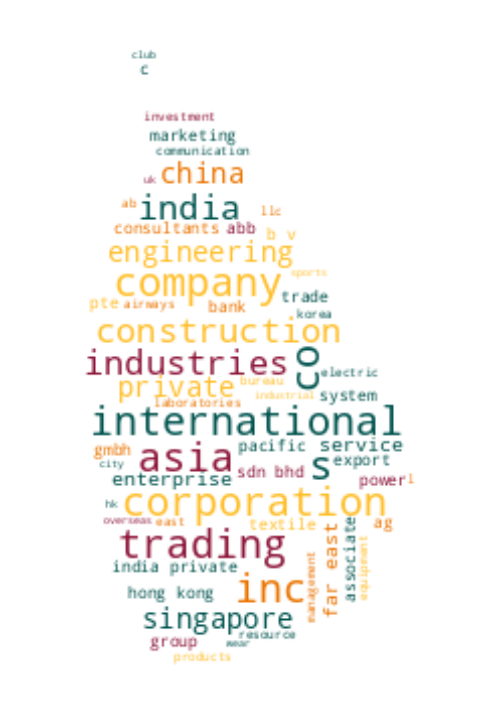 club
c
investment
marketing
communication
uk china
ab india llc
consultants abb b v
engineering
company sports
pte airways bank trade
korea
construction
industries co electric
private bureau
laboratories industrial system
international
gmbh pacific service
city asia sdn bhd s export
enterprise power l
hk corporation
overseas east textile ag
trading
india private
management far east associate equipment
hong kong inc
singapore
group resource
wear
products